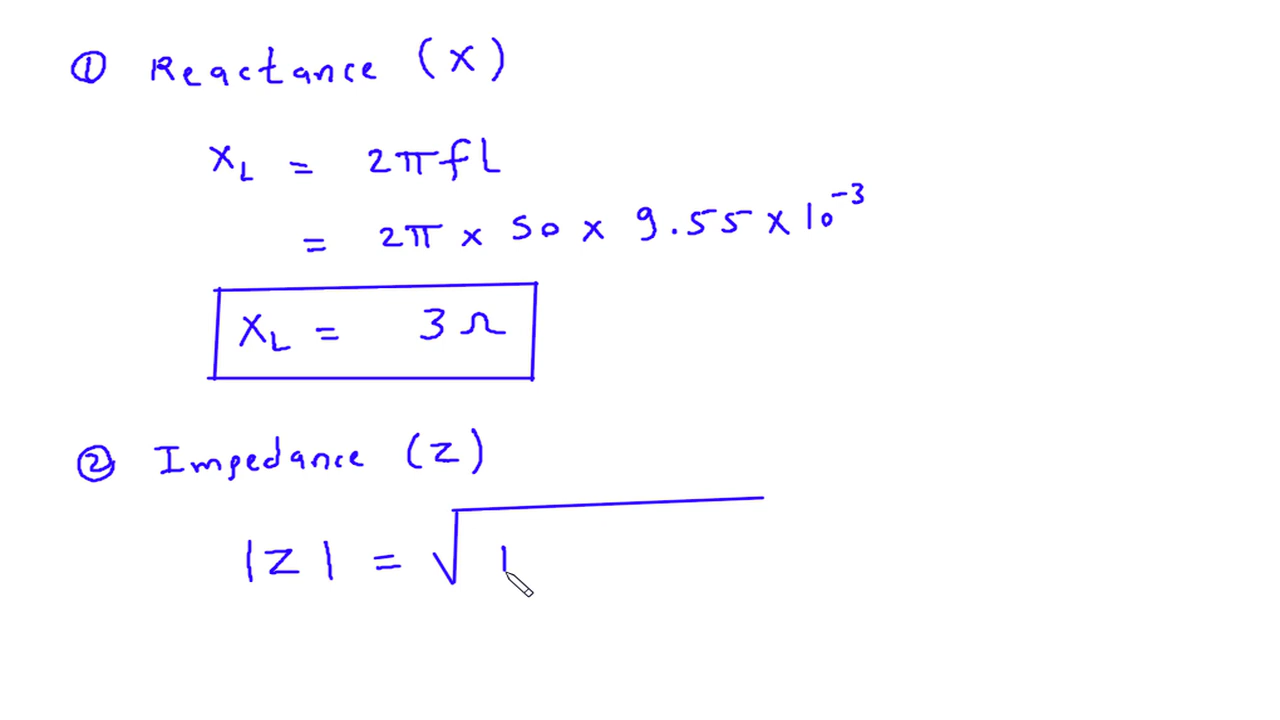 ① Reactance (X)
X_L = 2πfL
= 2π × 50 × 9.55 × 10⁻³
X_L = 3 Ω
② Impedance (Z)
|Z| = √